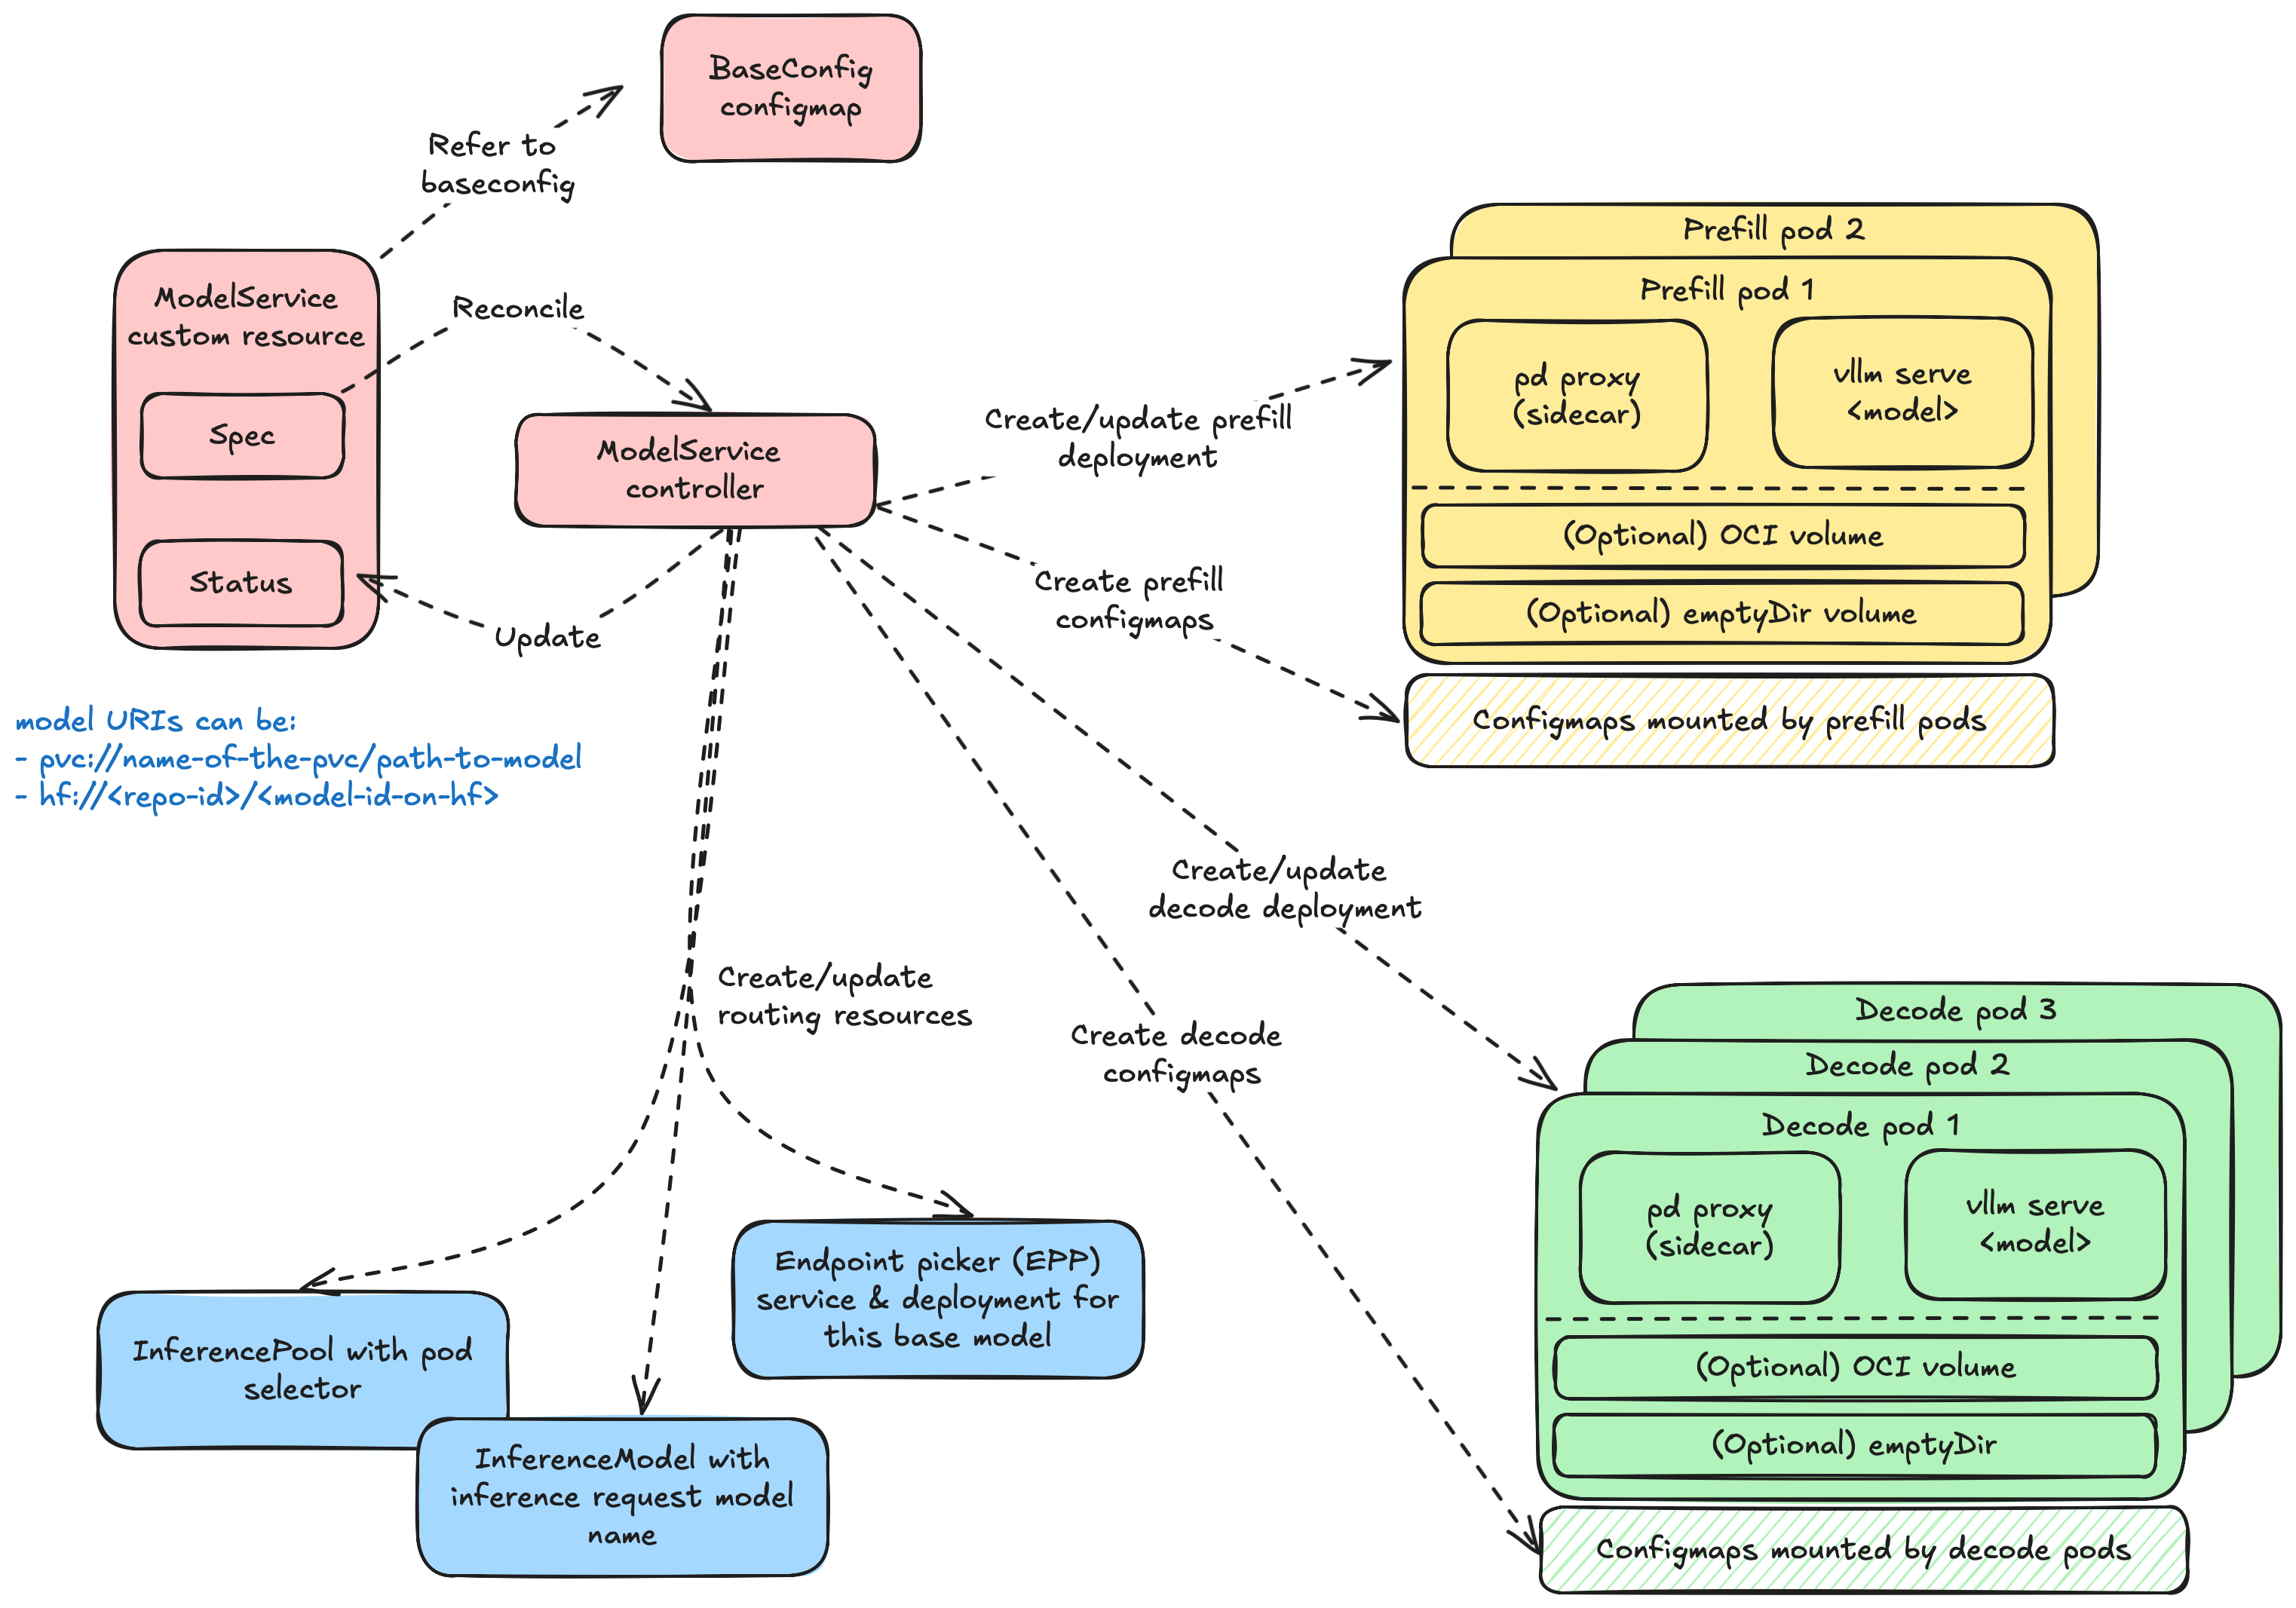 BaseConfig
configmap
Refer to
baseconfig
ModelService
custom resource
Spec
Status
Reconcile
ModelService
controller
Update
model URIs can be:
- pvc://name-of-the-pvc/path-to-model
- hf://<repo-id>/<model-id-on-hf>
Create/update prefill
deployment
Create prefill
configmaps
Prefill pod 2
Prefill pod 1
pd proxy
(sidecar)
vllm serve
<model>
(Optional) OCI volume
(Optional) emptyDir volume
Configmaps mounted by prefill pods
Create/update
decode deployment
Create/update
routing resources
Create decode
configmaps
Decode pod 3
Decode pod 2
Decode pod 1
pd proxy
(sidecar)
vllm serve
<model>
(Optional) OCI volume
(Optional) emptyDir
Configmaps mounted by decode pods
Endpoint picker (EPP)
service & deployment for
this base model
InferencePool with pod
selector
InferenceModel with
inference request model
name